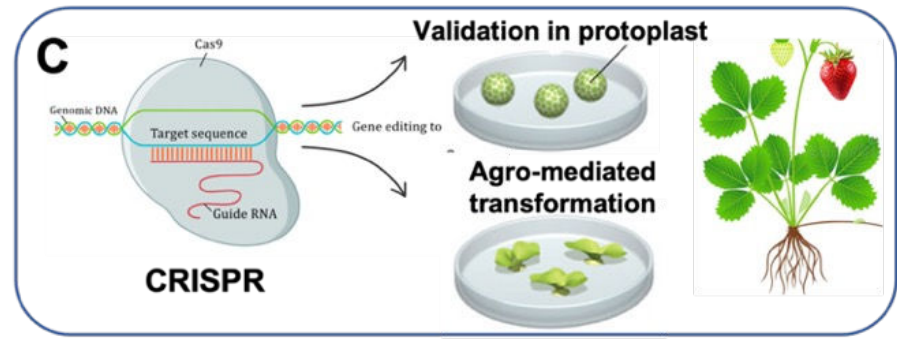 C
Cas9
Genomic DNA
Target sequence
Guide RNA
CRISPR
Gene editing to
Validation in protoplast
Agro-mediated
transformation